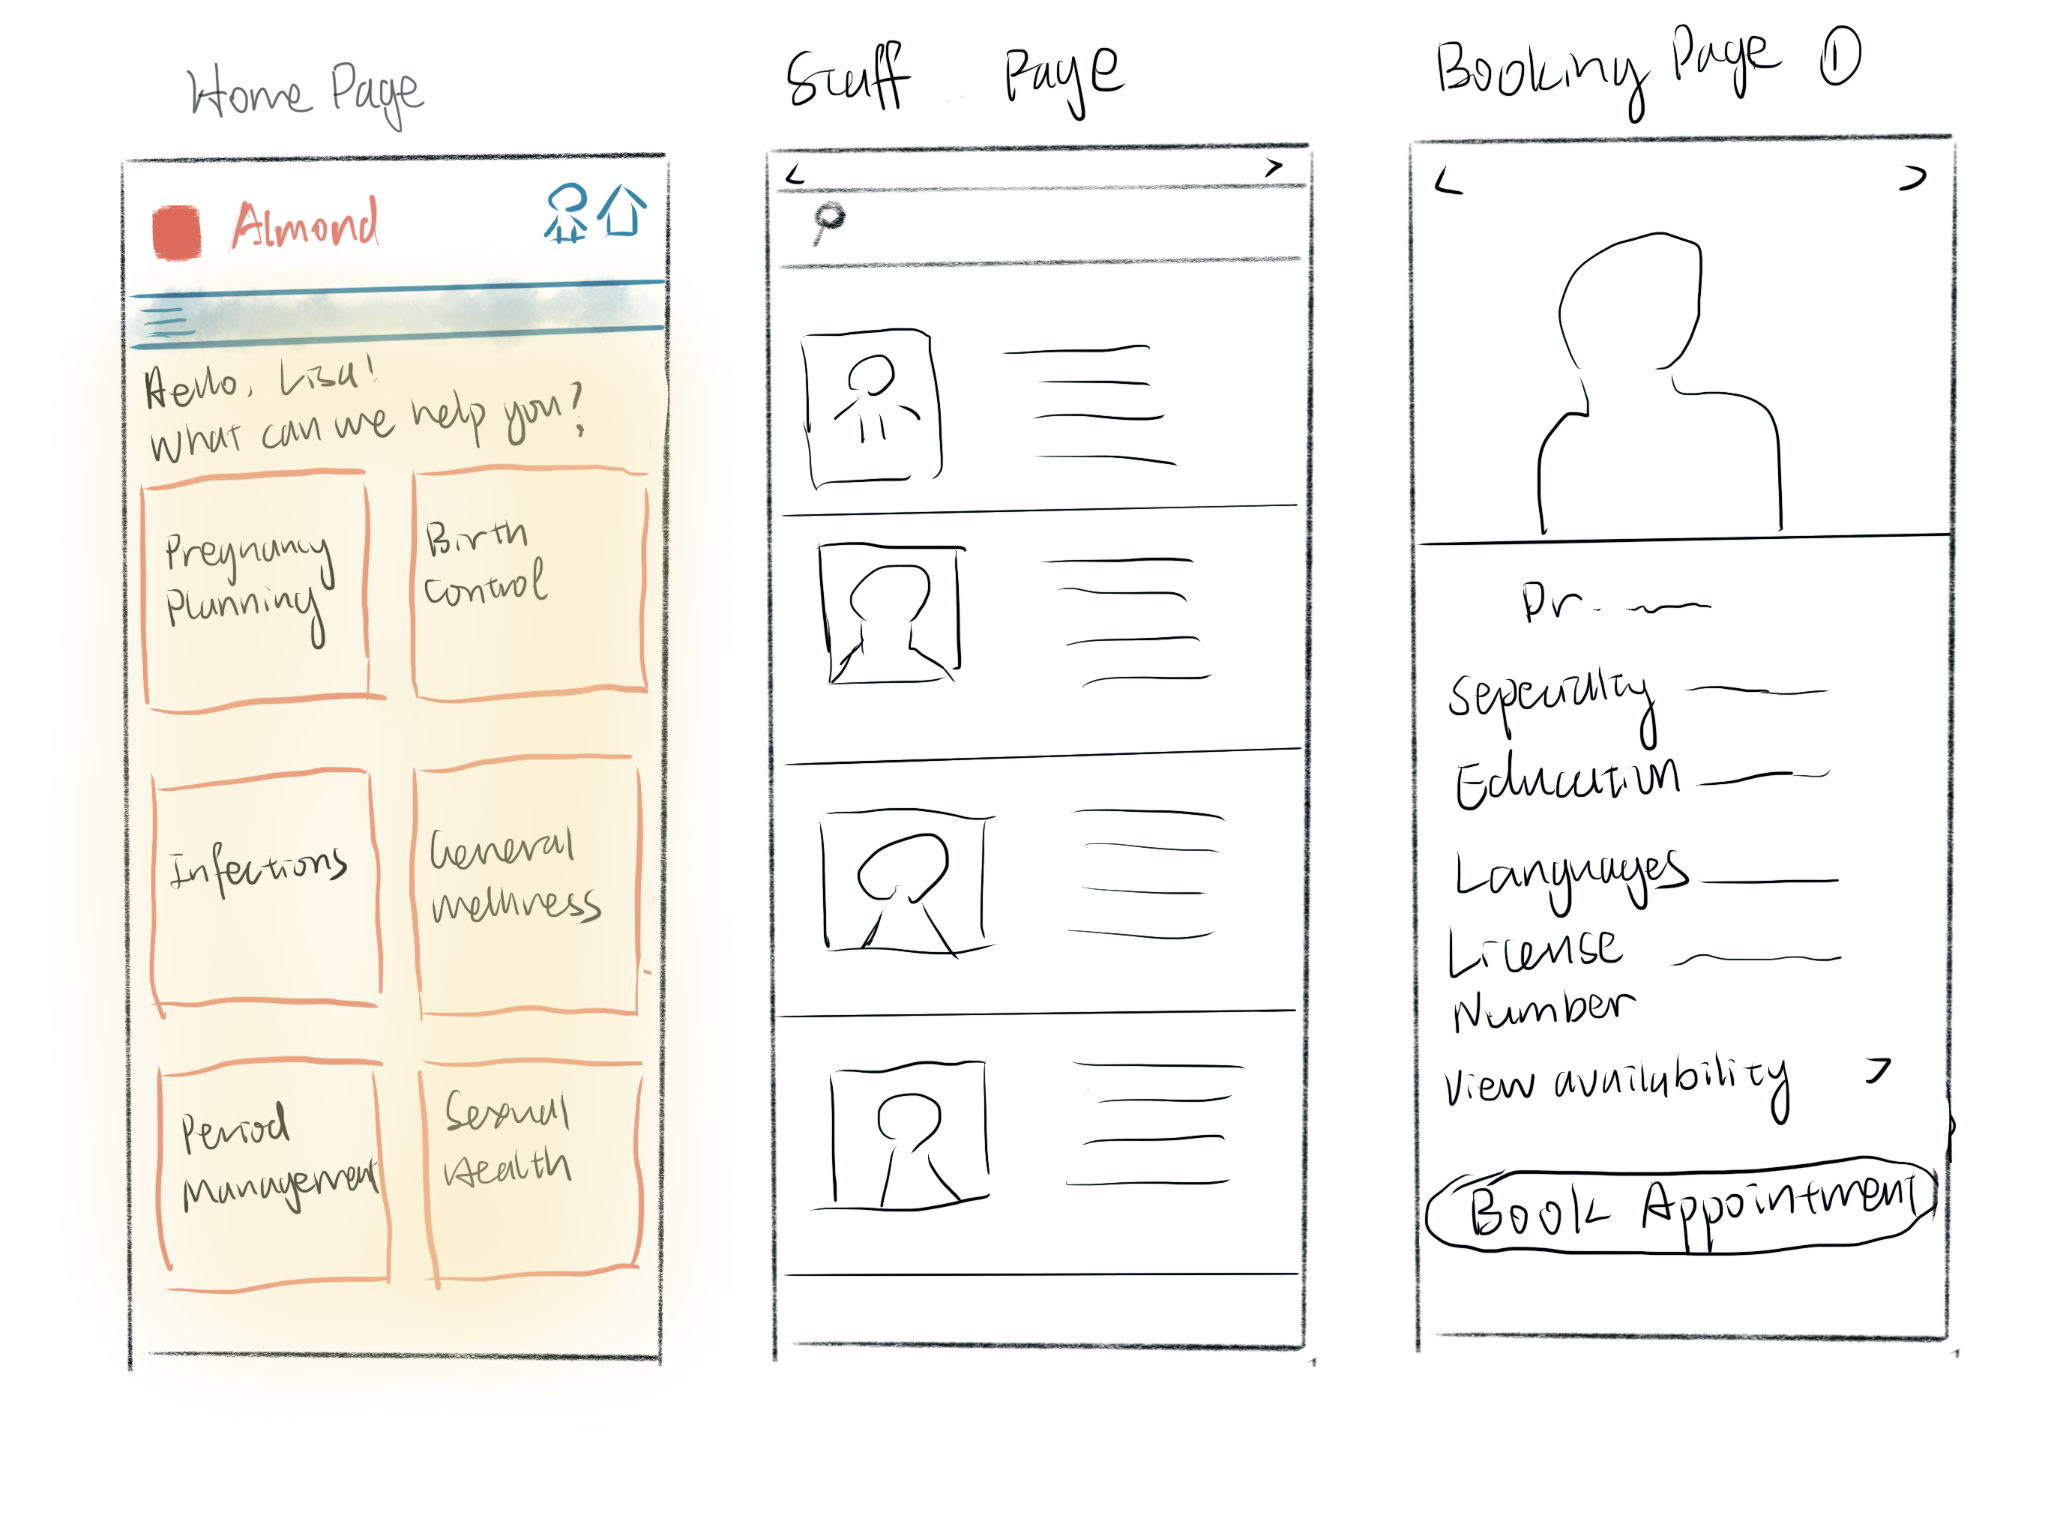 Home Page
Almond
Hello, Lisa!
What can we help you?
Pregnancy
Planning
Birth
Control
Infections
General
Wellness
Period
Management
Sexual
Health
Stuff Page
Booking Page ①
Dr.
Sepeciality
Education
Languages
License
Number
View availability >
Book Appointment